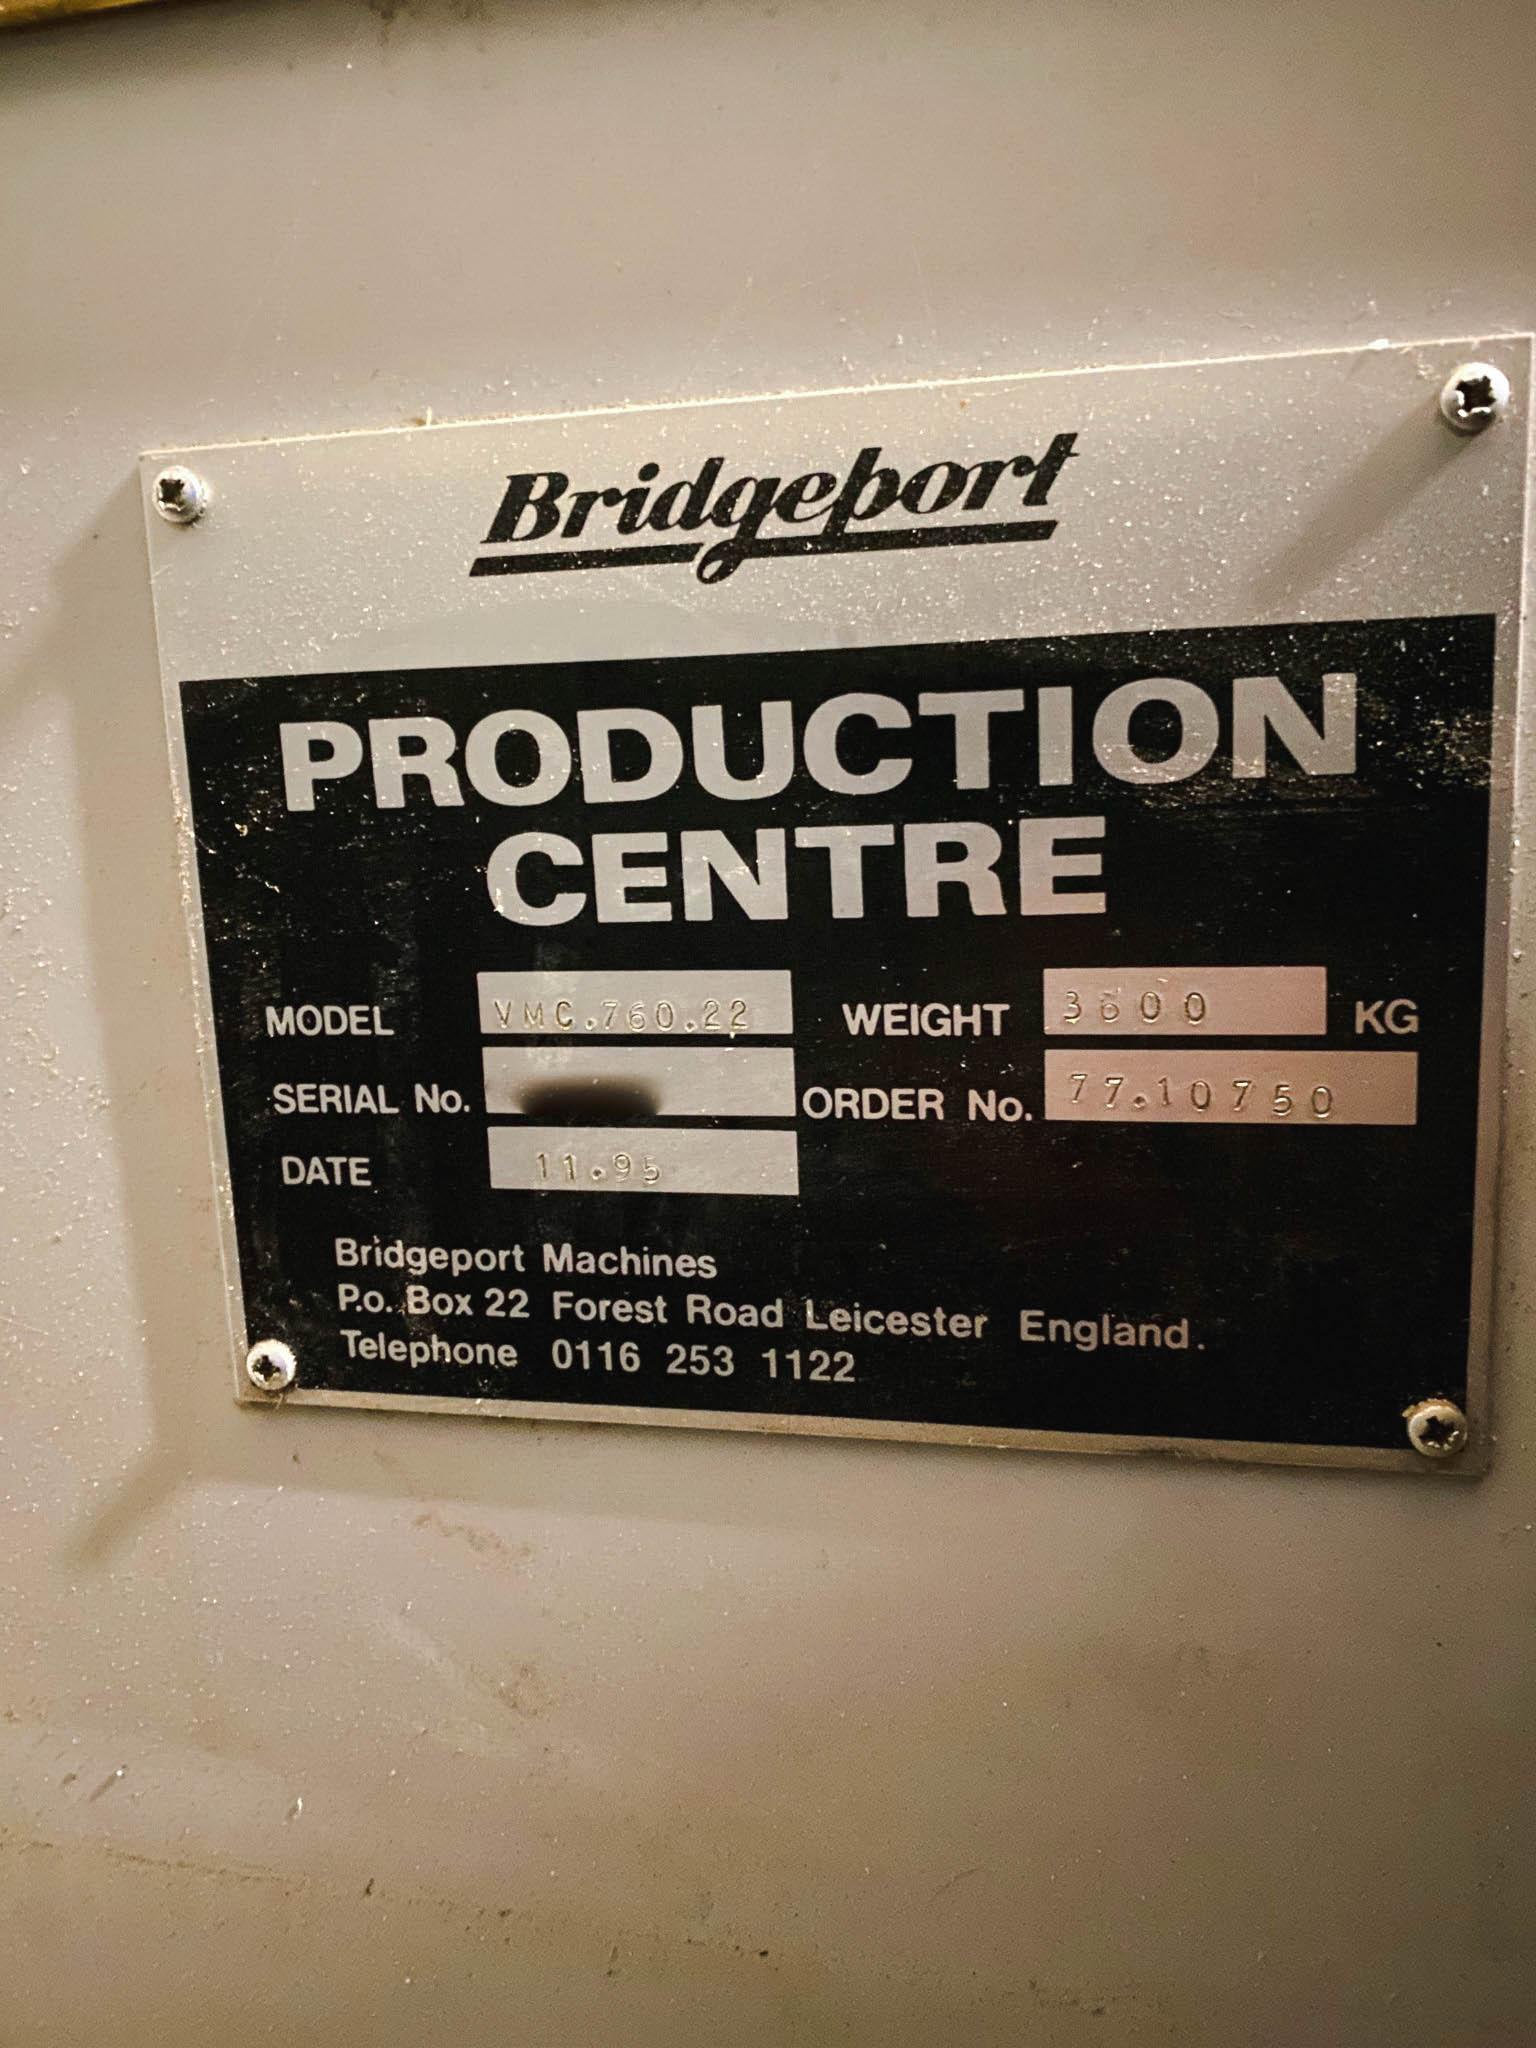 Bridgeport
PRODUCTION
CENTRE
MODEL VMC.760.22 WEIGHT 3600 KG
SERIAL No. ORDER No. 77.10750
DATE 11.95
Bridgeport Machines
P.o. Box 22 Forest Road Leicester England.
Telephone 0116 253 1122